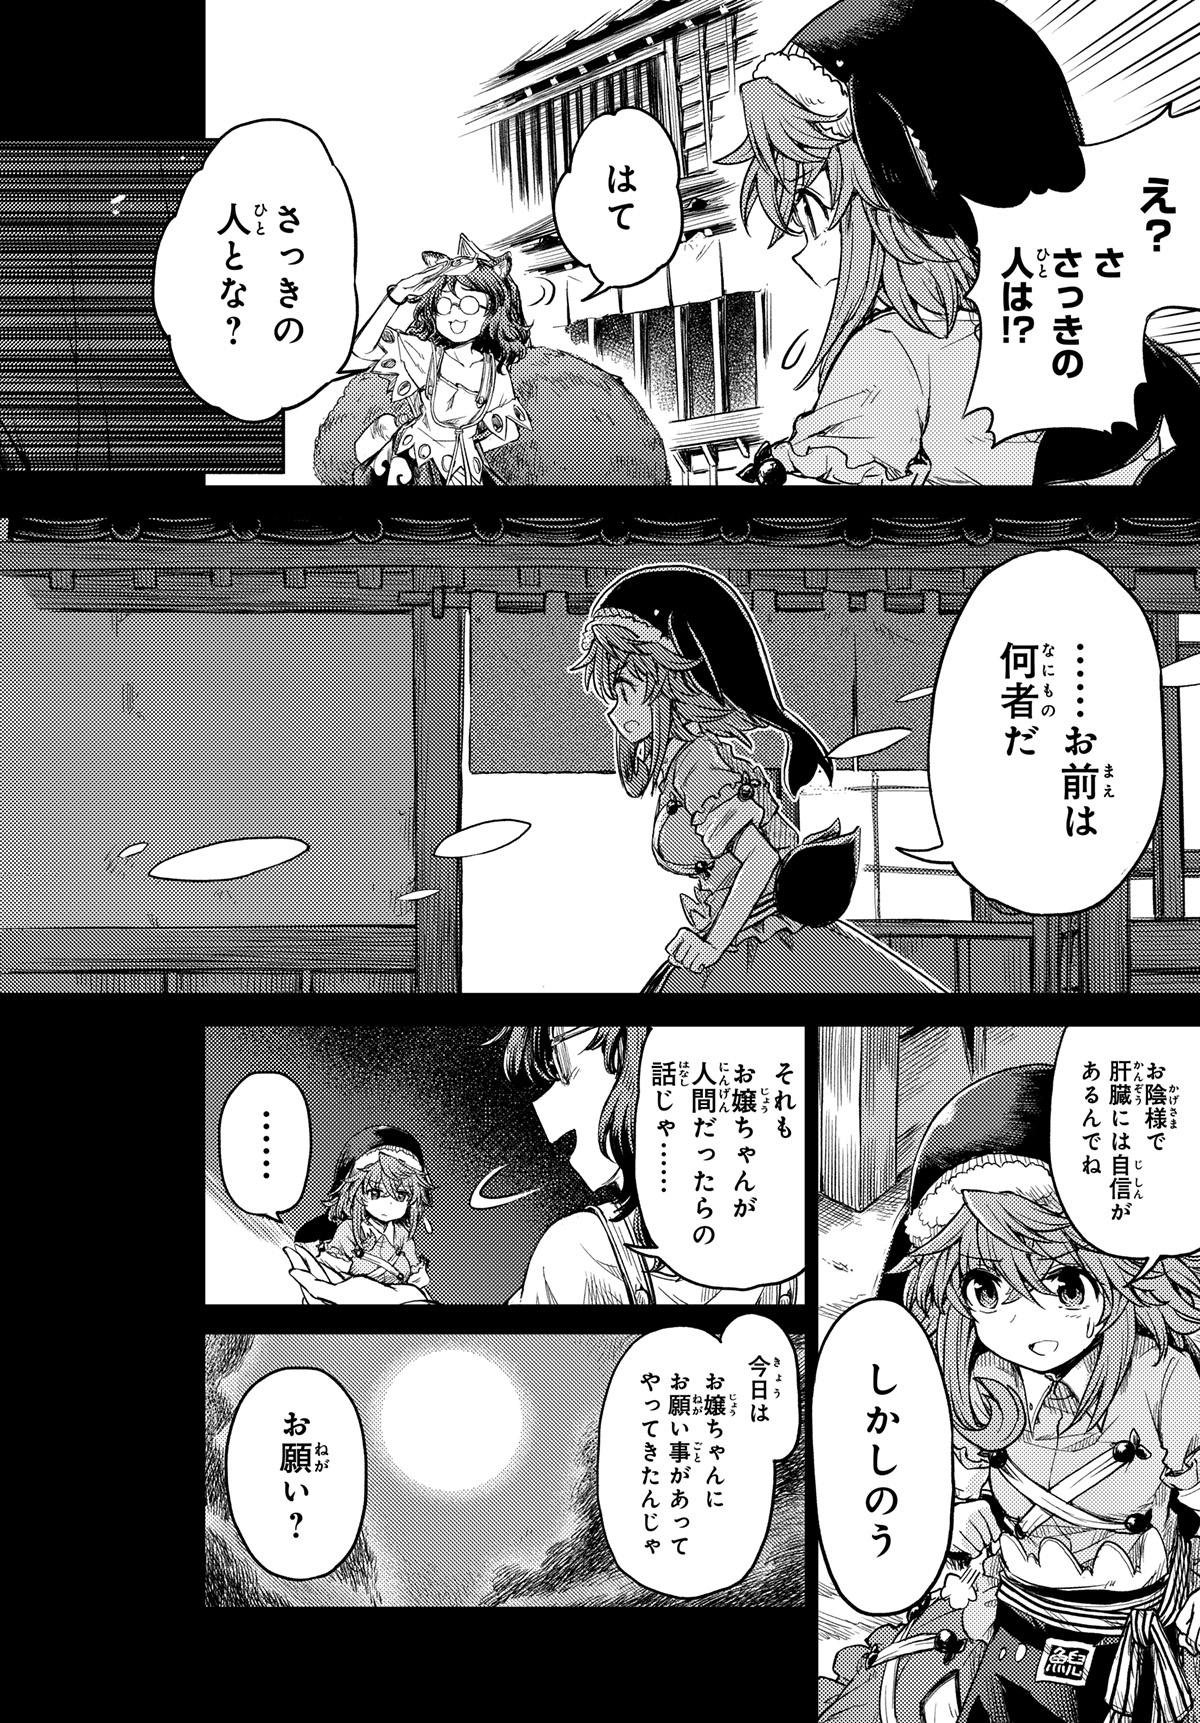 え?
さ
さっきの
人は!?
はて
さっきの
人とな?
……お前は
何者だ
お陰様で
肝臓には自信が
あるんでね
しかしのう
それも
お嬢ちゃんが
人間だったらの
話じゃ……
……
今日は
お嬢ちゃんに
お願い事があって
やってきたんじゃ
お願い?